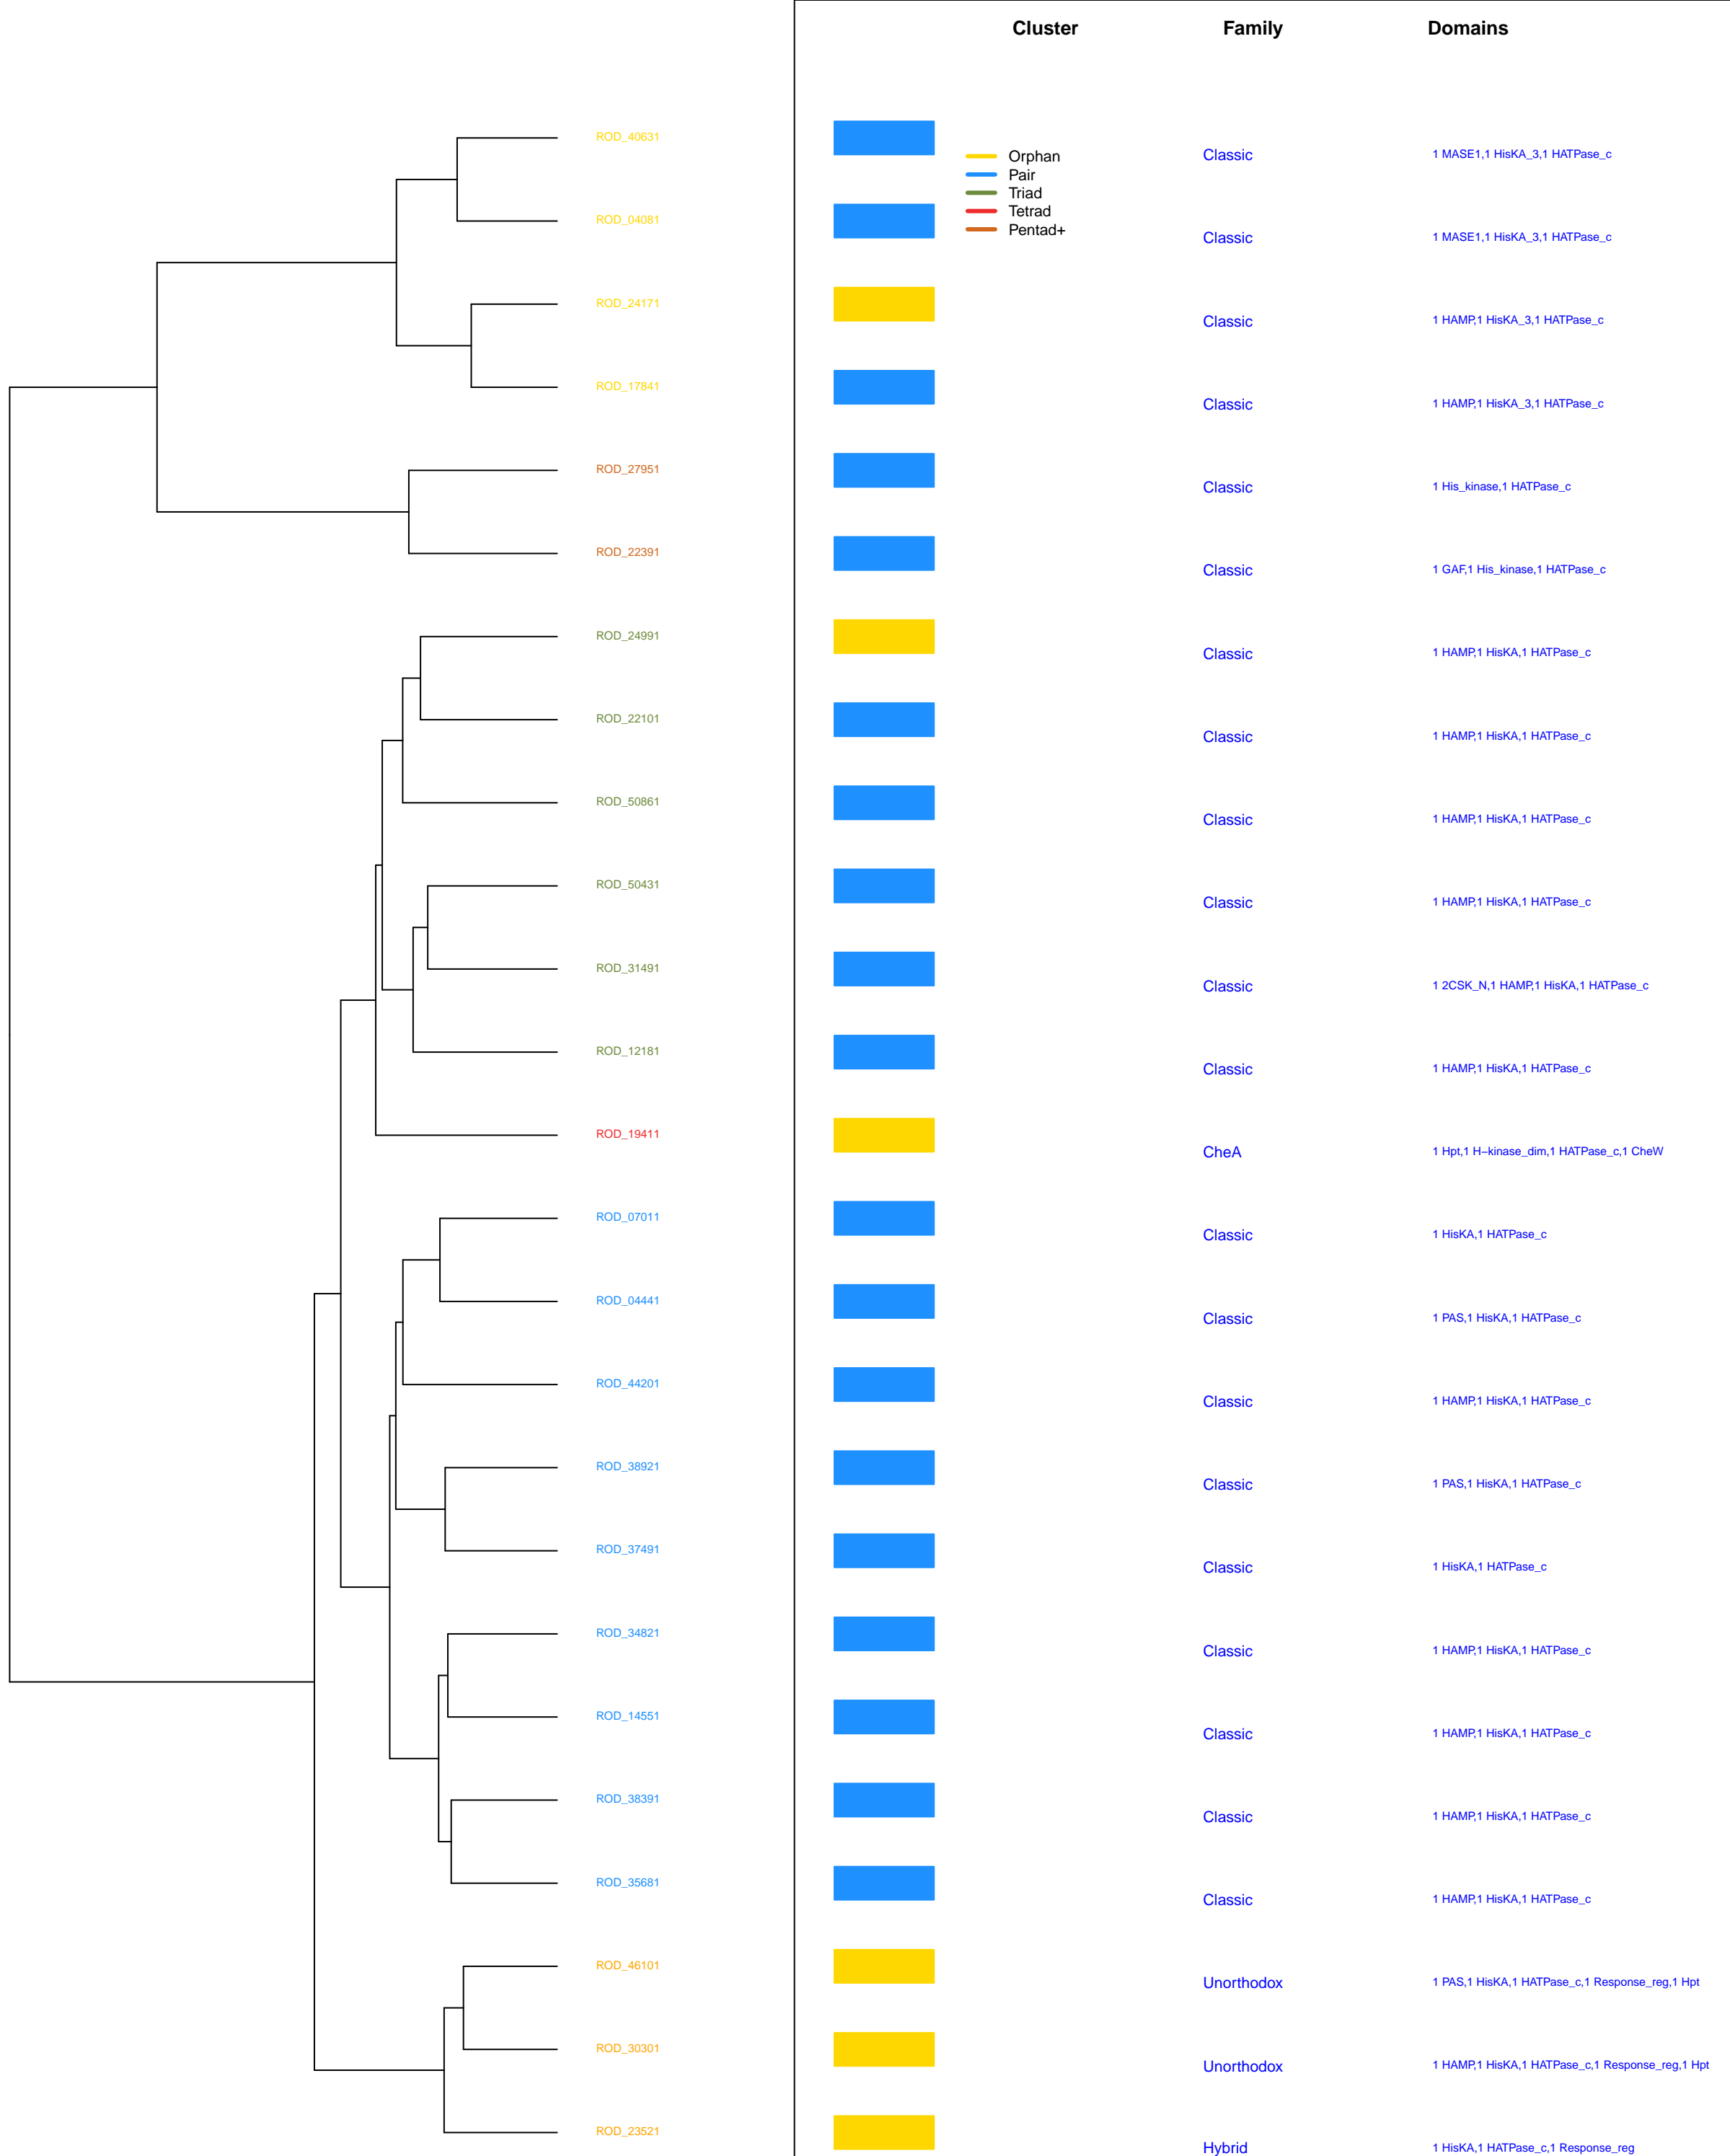 Cluster Family Domains
ROD_40631
Orphan
Classic 1 MASE1,1 HisKA_3,1 HATPase_c
Pair
Triad
Tetrad
ROD_04081
Pentad+
Classic 1 MASE1,1 HisKA_3,1 HATPase_c
ROD_24171
Classic 1 HAMP,1 HisKA_3,1 HATPase_c
ROD_17841
Classic 1 HAMP,1 HisKA_3,1 HATPase_c
ROD_27951
Classic 1 His_kinase,1 HATPase_c
ROD_22391
Classic 1 GAF,1 His_kinase,1 HATPase_c
ROD_24991
Classic 1 HAMP,1 HisKA,1 HATPase_c
ROD_22101
Classic 1 HAMP,1 HisKA,1 HATPase_c
ROD_50861
Classic 1 HAMP,1 HisKA,1 HATPase_c
ROD_50431
Classic 1 HAMP,1 HisKA,1 HATPase_c
ROD_31491
Classic 1 2CSK_N,1 HAMP,1 HisKA,1 HATPase_c
ROD_12181
Classic 1 HAMP,1 HisKA,1 HATPase_c
ROD_19411
CheA 1 Hpt,1 H−kinase_dim,1 HATPase_c,1 CheW
ROD_07011
Classic 1 HisKA,1 HATPase_c
ROD_04441
Classic 1 PAS,1 HisKA,1 HATPase_c
ROD_44201
Classic 1 HAMP,1 HisKA,1 HATPase_c
ROD_38921
Classic 1 PAS,1 HisKA,1 HATPase_c
ROD_37491
Classic 1 HisKA,1 HATPase_c
ROD_34821
Classic 1 HAMP,1 HisKA,1 HATPase_c
ROD_14551
Classic 1 HAMP,1 HisKA,1 HATPase_c
ROD_38391
Classic 1 HAMP,1 HisKA,1 HATPase_c
ROD_35681
Classic 1 HAMP,1 HisKA,1 HATPase_c
ROD_46101
Unorthodox 1 PAS,1 HisKA,1 HATPase_c,1 Response_reg,1 Hpt
ROD_30301
Unorthodox 1 HAMP,1 HisKA,1 HATPase_c,1 Response_reg,1 Hpt
ROD_23521
Hybrid 1 HisKA,1 HATPase_c,1 Response_reg